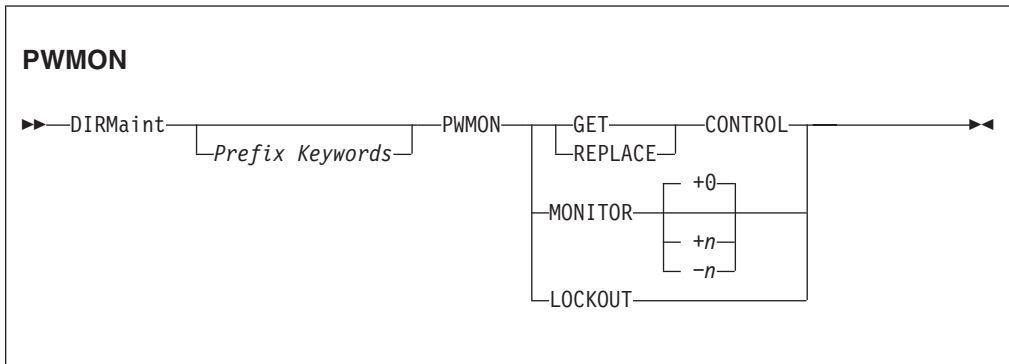 PWMON
DIRMaint Prefix Keywords PWMON GET CONTROL
REPLACE
MONITOR +0
+n
−n
LOCKOUT